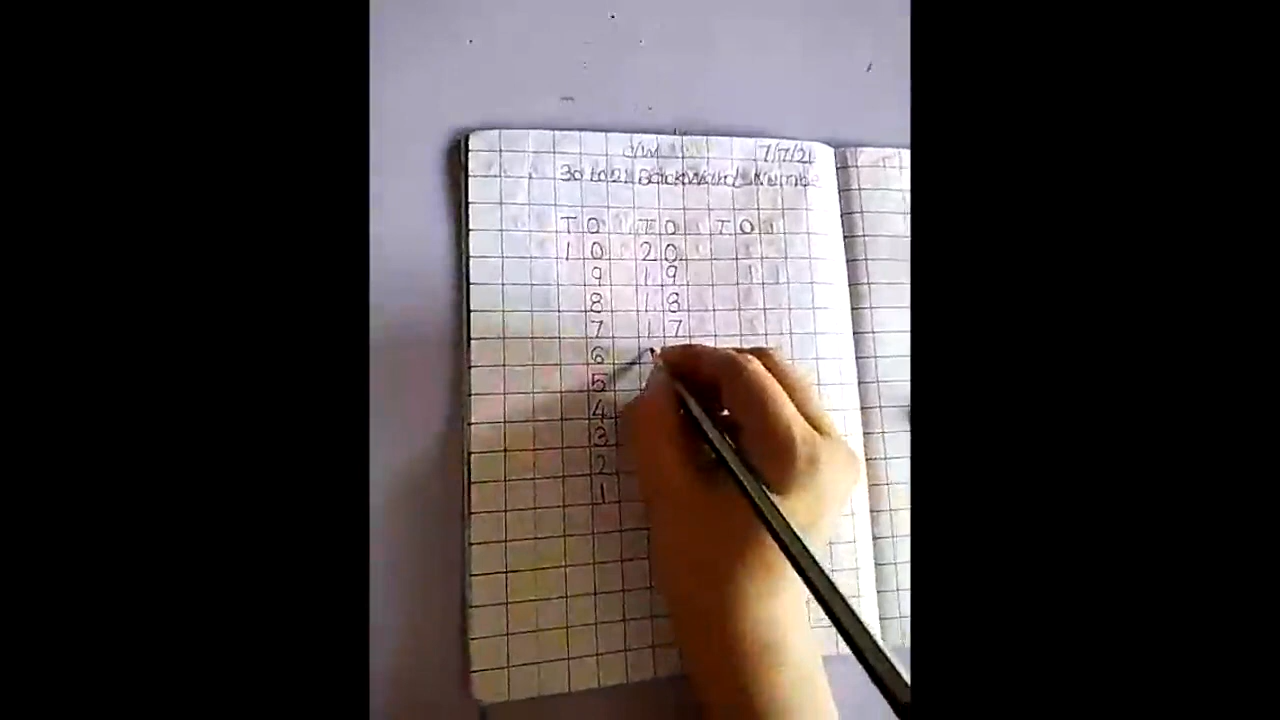 C/W 7/7/21
30 to 21 Backward Numbe
T O T O T O
1 0 2 0
9 1 9
8 1 8
7 1 7
6
5
4
3
2
1